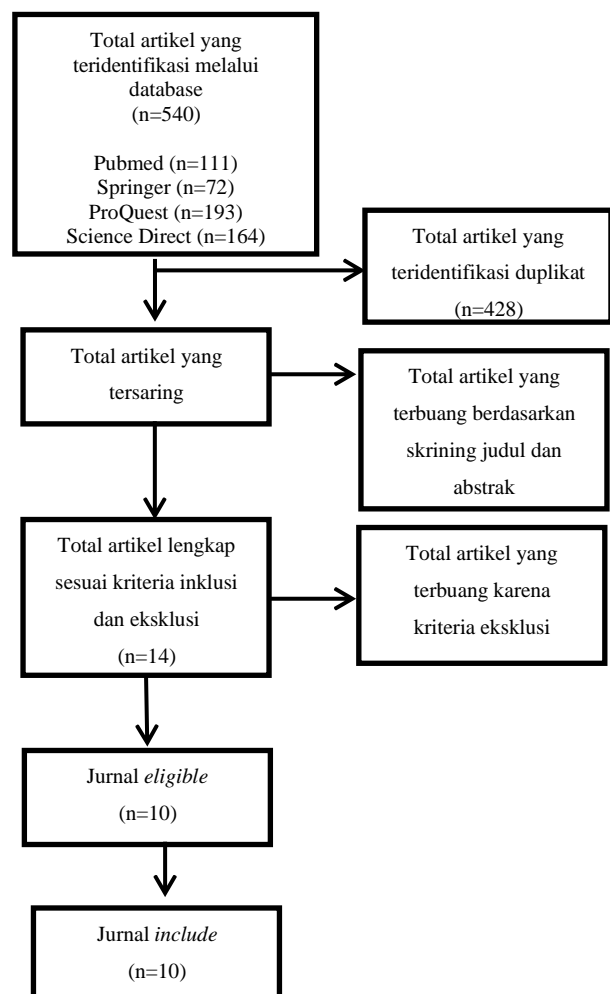 Total artikel yang
teridentifikasi melalui
database
(n=540)
Pubmed (n=111)
Springer (n=72)
ProQuest (n=193)
Science Direct (n=164)
Total artikel yang
teridentifikasi duplikat
(n=428)
Total artikel yang
tersaring
Total artikel yang
terbuang berdasarkan
skrining judul dan
abstrak
Total artikel lengkap
sesuai kriteria inklusi
dan eksklusi
(n=14)
Total artikel yang
terbuang karena
kriteria eksklusi
Jurnal eligible
(n=10)
Jurnal include
(n=10)